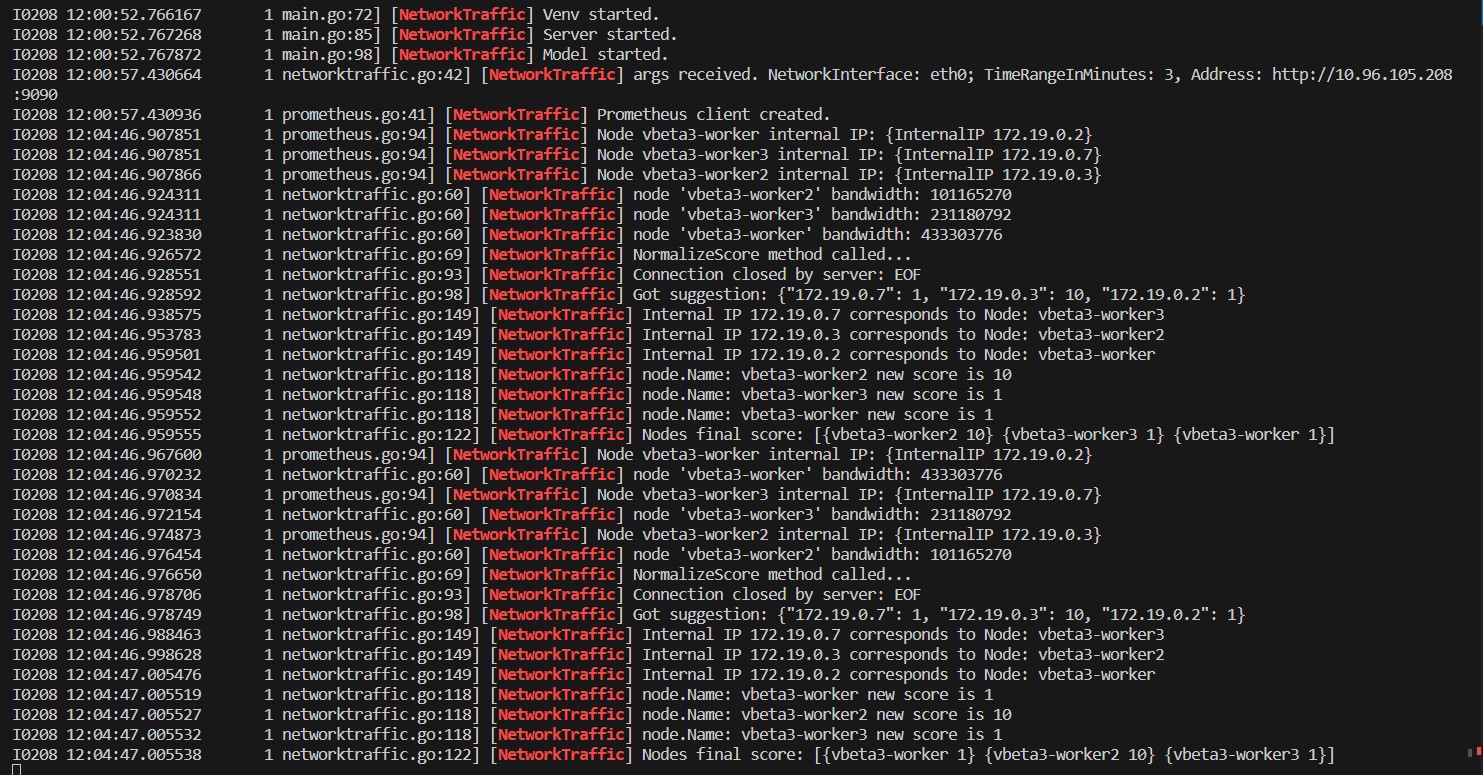 I0208 12:00:52.766167       1 main.go:72] [NetworkTraffic] Venv started.
I0208 12:00:52.767268       1 main.go:85] [NetworkTraffic] Server started.
I0208 12:00:52.767872       1 main.go:98] [NetworkTraffic] Model started.
I0208 12:00:57.430664       1 networktraffic.go:42] [NetworkTraffic] args received. NetworkInterface: eth0; TimeRangeInMinutes: 3, Address: http://10.96.105.208
:9090
I0208 12:00:57.430936       1 prometheus.go:41] [NetworkTraffic] Prometheus client created.
I0208 12:04:46.907851       1 prometheus.go:94] [NetworkTraffic] Node vbeta3-worker internal IP: {InternalIP 172.19.0.2}
I0208 12:04:46.907851       1 prometheus.go:94] [NetworkTraffic] Node vbeta3-worker3 internal IP: {InternalIP 172.19.0.7}
I0208 12:04:46.907866       1 prometheus.go:94] [NetworkTraffic] Node vbeta3-worker2 internal IP: {InternalIP 172.19.0.3}
I0208 12:04:46.924311       1 networktraffic.go:60] [NetworkTraffic] node 'vbeta3-worker2' bandwidth: 101165270
I0208 12:04:46.924311       1 networktraffic.go:60] [NetworkTraffic] node 'vbeta3-worker3' bandwidth: 231180792
I0208 12:04:46.923830       1 networktraffic.go:60] [NetworkTraffic] node 'vbeta3-worker' bandwidth: 433303776
I0208 12:04:46.926572       1 networktraffic.go:69] [NetworkTraffic] NormalizeScore method called...
I0208 12:04:46.928551       1 networktraffic.go:93] [NetworkTraffic] Connection closed by server: EOF
I0208 12:04:46.928592       1 networktraffic.go:98] [NetworkTraffic] Got suggestion: {"172.19.0.7": 1, "172.19.0.3": 10, "172.19.0.2": 1}
I0208 12:04:46.938575       1 networktraffic.go:149] [NetworkTraffic] Internal IP 172.19.0.7 corresponds to Node: vbeta3-worker3
I0208 12:04:46.953783       1 networktraffic.go:149] [NetworkTraffic] Internal IP 172.19.0.3 corresponds to Node: vbeta3-worker2
I0208 12:04:46.959501       1 networktraffic.go:149] [NetworkTraffic] Internal IP 172.19.0.2 corresponds to Node: vbeta3-worker
I0208 12:04:46.959542       1 networktraffic.go:118] [NetworkTraffic] node.Name: vbeta3-worker2 new score is 10
I0208 12:04:46.959548       1 networktraffic.go:118] [NetworkTraffic] node.Name: vbeta3-worker3 new score is 1
I0208 12:04:46.959552       1 networktraffic.go:118] [NetworkTraffic] node.Name: vbeta3-worker new score is 1
I0208 12:04:46.959555       1 networktraffic.go:122] [NetworkTraffic] Nodes final score: [{vbeta3-worker2 10} {vbeta3-worker3 1} {vbeta3-worker 1}]
I0208 12:04:46.967600       1 prometheus.go:94] [NetworkTraffic] Node vbeta3-worker internal IP: {InternalIP 172.19.0.2}
I0208 12:04:46.970232       1 networktraffic.go:60] [NetworkTraffic] node 'vbeta3-worker' bandwidth: 433303776
I0208 12:04:46.970834       1 prometheus.go:94] [NetworkTraffic] Node vbeta3-worker3 internal IP: {InternalIP 172.19.0.7}
I0208 12:04:46.972154       1 networktraffic.go:60] [NetworkTraffic] node 'vbeta3-worker3' bandwidth: 231180792
I0208 12:04:46.974873       1 prometheus.go:94] [NetworkTraffic] Node vbeta3-worker2 internal IP: {InternalIP 172.19.0.3}
I0208 12:04:46.976454       1 networktraffic.go:60] [NetworkTraffic] node 'vbeta3-worker2' bandwidth: 101165270
I0208 12:04:46.976650       1 networktraffic.go:69] [NetworkTraffic] NormalizeScore method called...
I0208 12:04:46.978706       1 networktraffic.go:93] [NetworkTraffic] Connection closed by server: EOF
I0208 12:04:46.978749       1 networktraffic.go:98] [NetworkTraffic] Got suggestion: {"172.19.0.7": 1, "172.19.0.3": 10, "172.19.0.2": 1}
I0208 12:04:46.988463       1 networktraffic.go:149] [NetworkTraffic] Internal IP 172.19.0.7 corresponds to Node: vbeta3-worker3
I0208 12:04:46.998628       1 networktraffic.go:149] [NetworkTraffic] Internal IP 172.19.0.3 corresponds to Node: vbeta3-worker2
I0208 12:04:47.005476       1 networktraffic.go:149] [NetworkTraffic] Internal IP 172.19.0.2 corresponds to Node: vbeta3-worker
I0208 12:04:47.005519       1 networktraffic.go:118] [NetworkTraffic] node.Name: vbeta3-worker new score is 1
I0208 12:04:47.005527       1 networktraffic.go:118] [NetworkTraffic] node.Name: vbeta3-worker2 new score is 10
I0208 12:04:47.005532       1 networktraffic.go:118] [NetworkTraffic] node.Name: vbeta3-worker3 new score is 1
I0208 12:04:47.005538       1 networktraffic.go:122] [NetworkTraffic] Nodes final score: [{vbeta3-worker 1} {vbeta3-worker2 10} {vbeta3-worker3 1}]